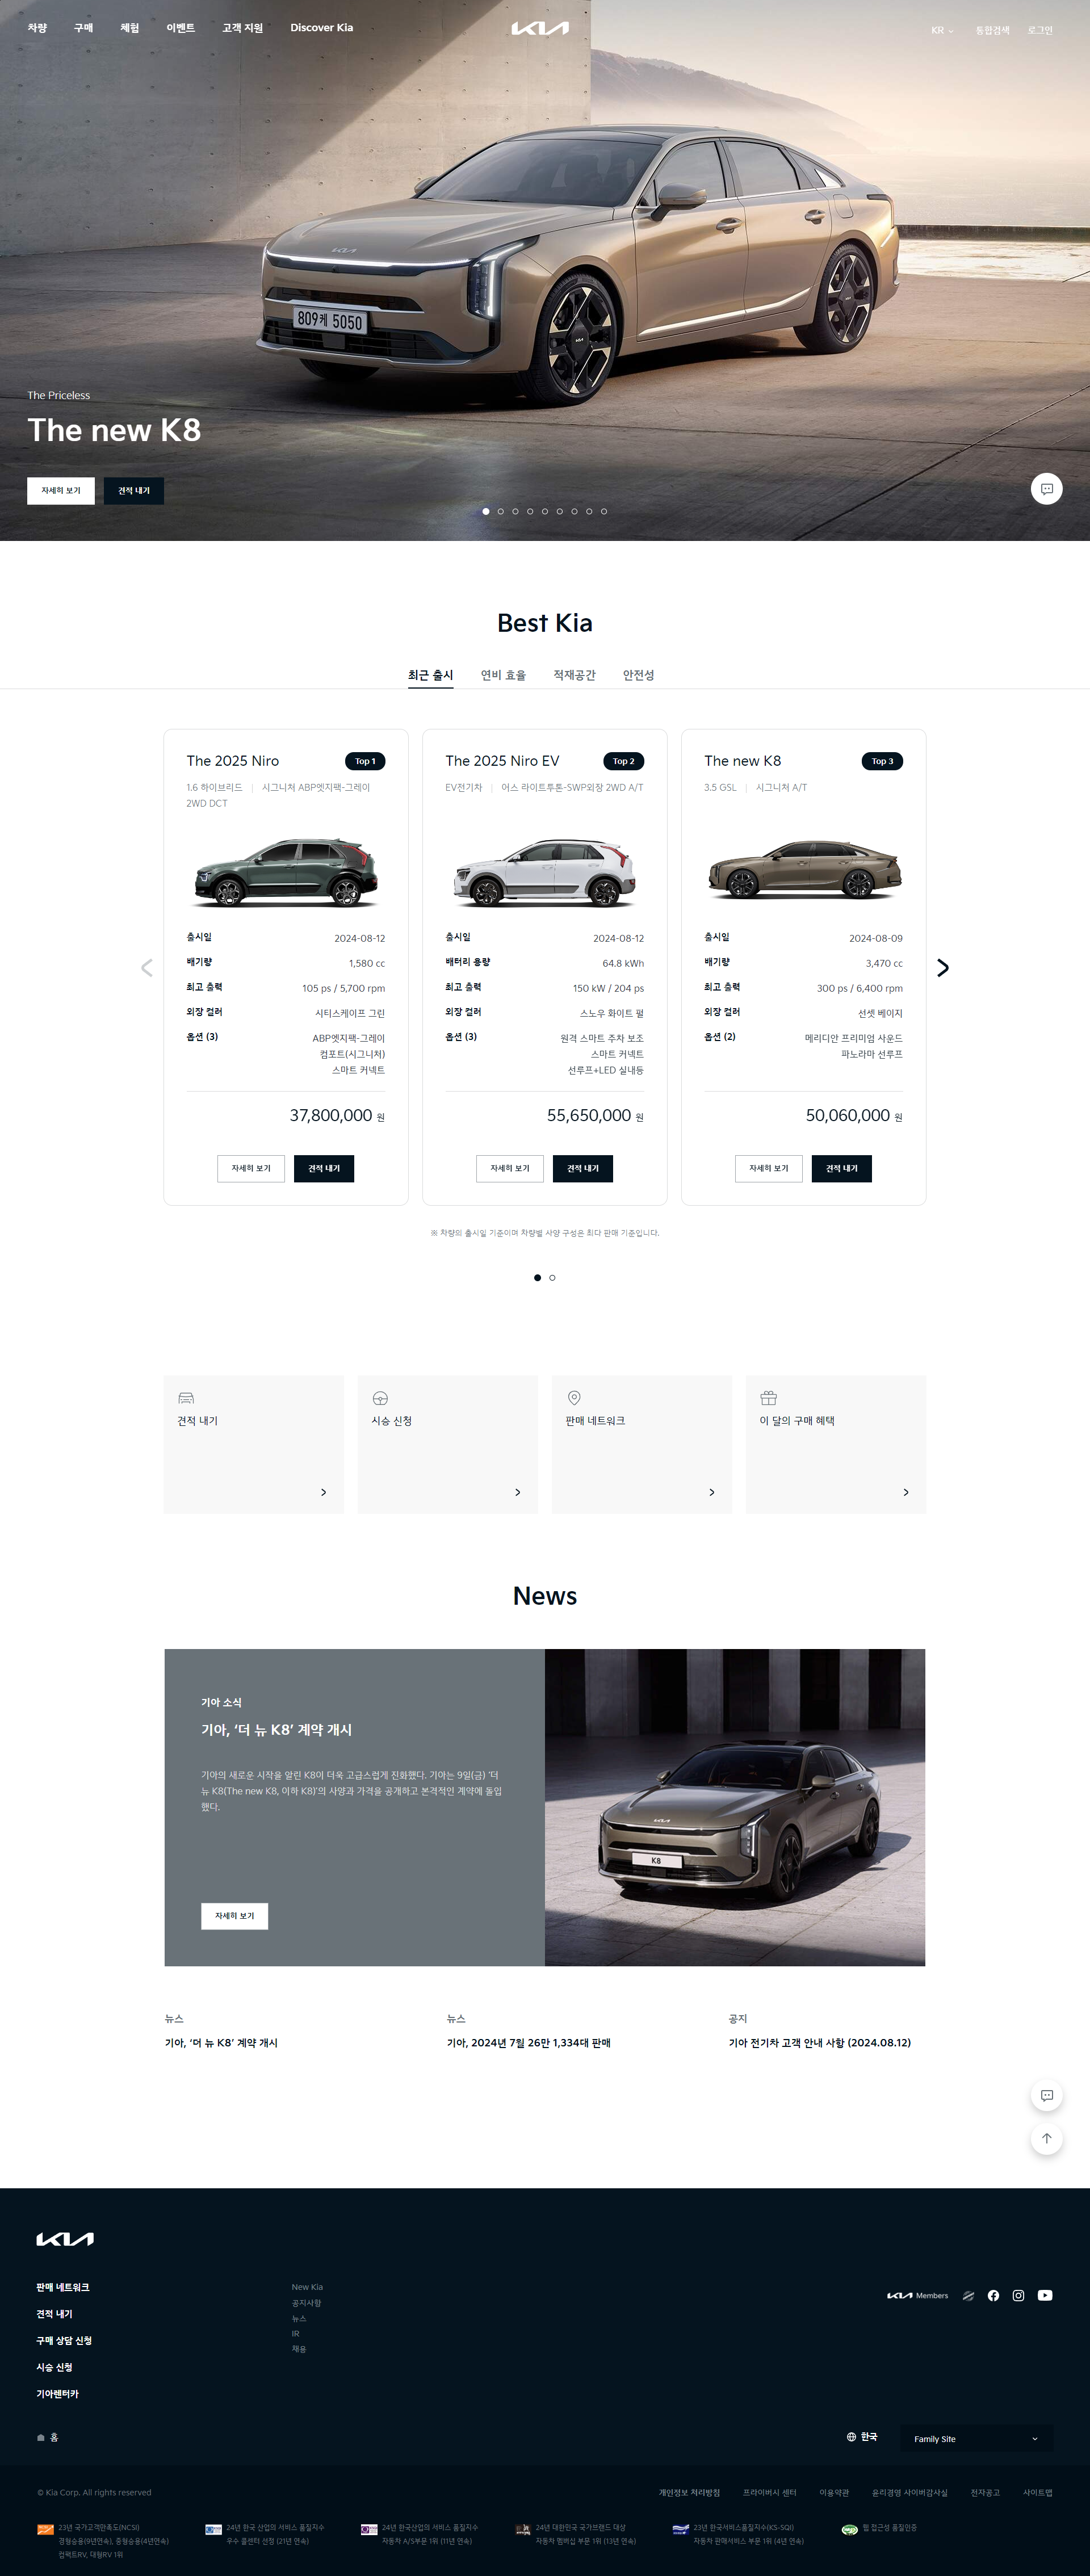 차량 구매 체험 이벤트 고객 지원 Discover Kia
KIA
KR 통합검색 로그인
809케 5050
The Priceless
The new K8
자세히 보기 견적 내기
Best Kia
최근 출시 연비 효율 적재공간 안전성
The 2025 Niro Top 1
1.6 하이브리드 | 시그니처 ABP엣지팩-그레이
2WD DCT
출시일 2024-08-12
배기량 1,580 cc
최고 출력 105 ps / 5,700 rpm
외장 컬러 시티스케이프 그린
옵션 (3) ABP엣지팩-그레이
컴포트(시그니처)
스마트 커넥트
37,800,000 원
자세히 보기 견적 내기
The 2025 Niro EV Top 2
EV전기차 | 어스 라이트투톤-SWP외장 2WD A/T
출시일 2024-08-12
배터리 용량 64.8 kWh
최고 출력 150 kW / 204 ps
외장 컬러 스노우 화이트 펄
옵션 (3) 원격 스마트 주차 보조
스마트 커넥트
선루프+LED 실내등
55,650,000 원
자세히 보기 견적 내기
The new K8 Top 3
3.5 GSL | 시그니처 A/T
출시일 2024-08-09
배기량 3,470 cc
최고 출력 300 ps / 6,400 rpm
외장 컬러 선셋 베이지
옵션 (2) 메리디안 프리미엄 사운드
파노라마 선루프
50,060,000 원
자세히 보기 견적 내기
※ 차량의 출시일 기준이며 차량별 사양 구성은 최다 판매 기준입니다.
견적 내기
시승 신청
판매 네트워크
이 달의 구매 혜택
News
기아 소식
기아, ‘더 뉴 K8’ 계약 개시
기아의 새로운 시작을 알린 K8이 더욱 고급스럽게 진화했다. 기아는 9일(금) ‘더
뉴 K8(The new K8, 이하 K8)’의 사양과 가격을 공개하고 본격적인 계약에 돌입
했다.
자세히 보기
K8
뉴스
기아, ‘더 뉴 K8’ 계약 개시
뉴스
기아, 2024년 7월 26만 1,334대 판매
공지
기아 전기차 고객 안내 사항 (2024.08.12)
KIA
판매 네트워크
견적 내기
구매 상담 신청
시승 신청
기아렌터카
New Kia
공지사항
뉴스
IR
채용
KIA Members
홈
한국
Family Site
© Kia Corp. All rights reserved
개인정보 처리방침 프라이버시 센터 이용약관 윤리경영 사이버감사실 전자공고 사이트맵
23년 국가고객만족도(NCSI)
경형승용(9년연속), 중형승용(4년연속)
컴팩트RV, 대형RV 1위
24년 한국 산업의 서비스 품질지수
우수 콜센터 선정 (21년 연속)
24년 한국산업의 서비스 품질지수
자동차 A/S부문 1위 (11년 연속)
24년 대한민국 국가브랜드 대상
자동차 멤버십 부문 1위 (13년 연속)
23년 한국서비스품질지수(KS-SQI)
자동차 판매서비스 부문 1위 (4년 연속)
웹 접근성 품질인증